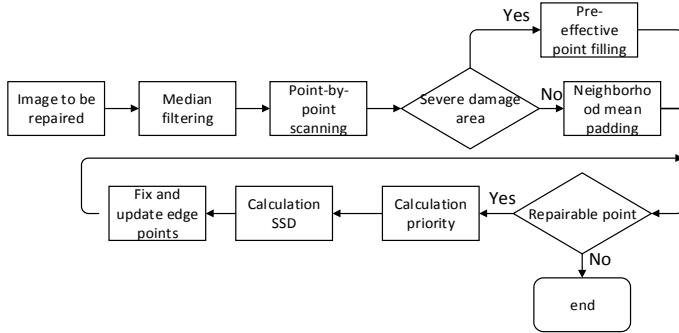 Yes
Pre-
effective
point filling
Image to be
repaired
Median
filtering
Point-by-
point
scanning
Severe damage
area
No
Neighborho
od mean
padding
Fix and
update edge
points
Calculation
SSD
Calculation
priority
Yes
Repairable point
No
end